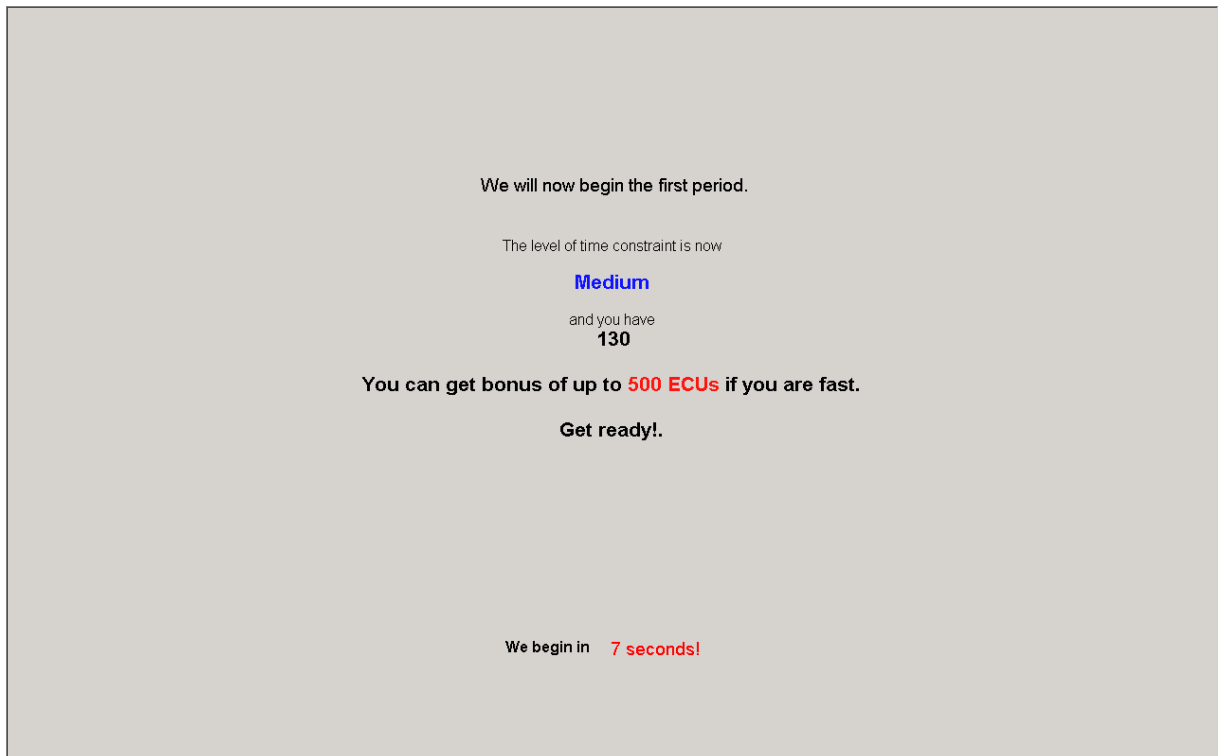 We will now begin the first period.
The level of time constraint is now
Medium
and you have
130
You can get bonus of up to 500 ECUs if you are fast.
Get ready!.
We begin in 7 seconds!